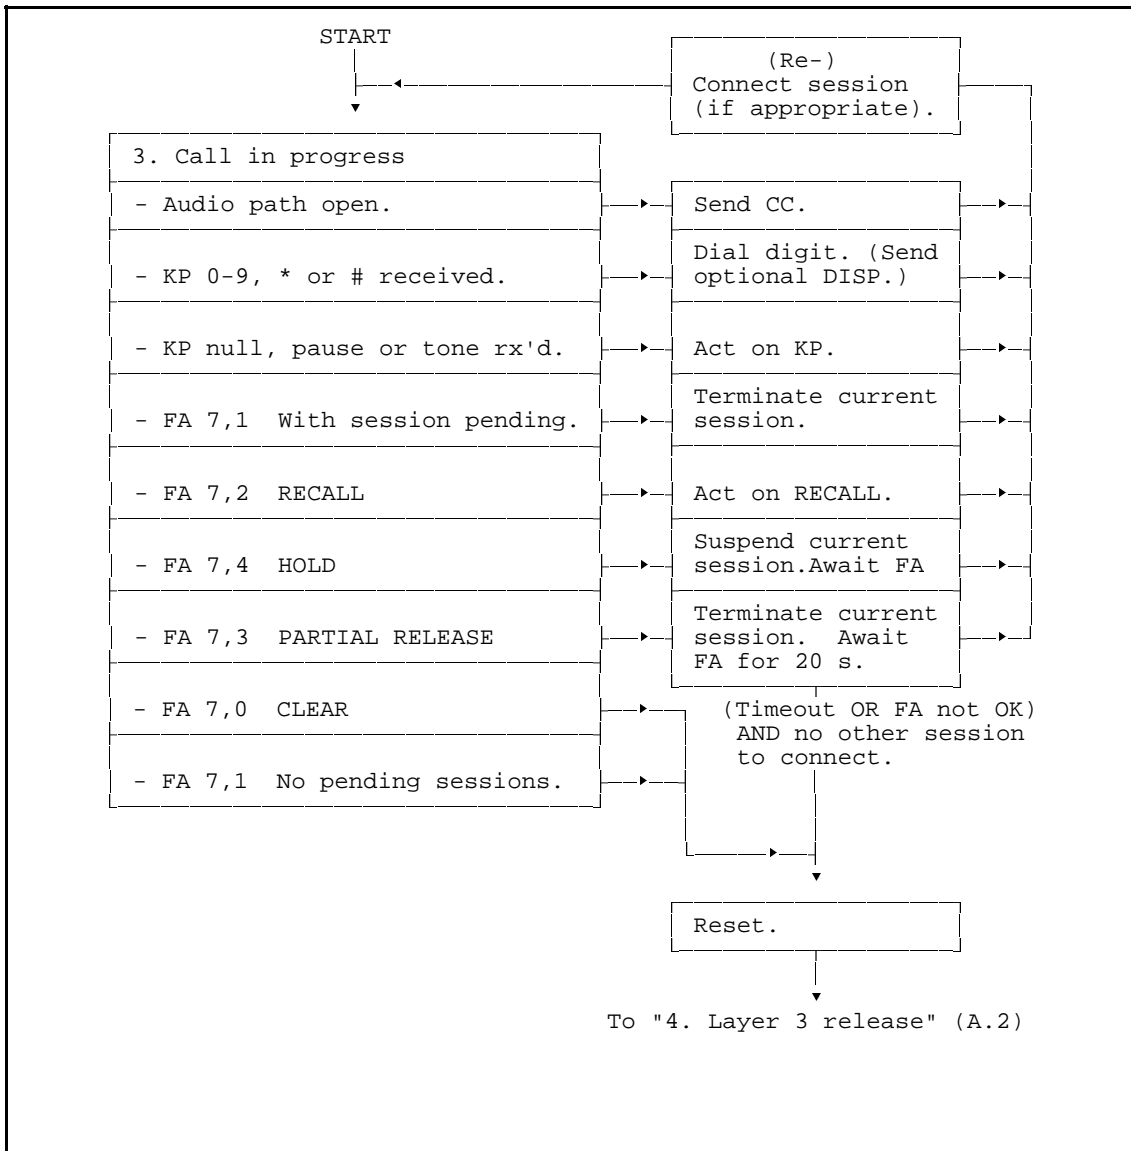 START
(Re-)
Connect session
(if appropriate).
3. Call in progress
- Audio path open.
Send CC.
- KP 0-9, * or # received.
Dial digit. (Send
optional DISP.)
- KP null, pause or tone rx'd.
Act on KP.
- FA 7,1  With session pending.
Terminate current
session.
- FA 7,2  RECALL
Act on RECALL.
- FA 7,4  HOLD
Suspend current
session.Await FA
- FA 7,3  PARTIAL RELEASE
Terminate current
session.  Await
FA for 20 s.
- FA 7,0  CLEAR
(Timeout OR FA not OK)
AND no other session
to connect.
- FA 7,1  No pending sessions.
Reset.
To "4. Layer 3 release" (A.2)